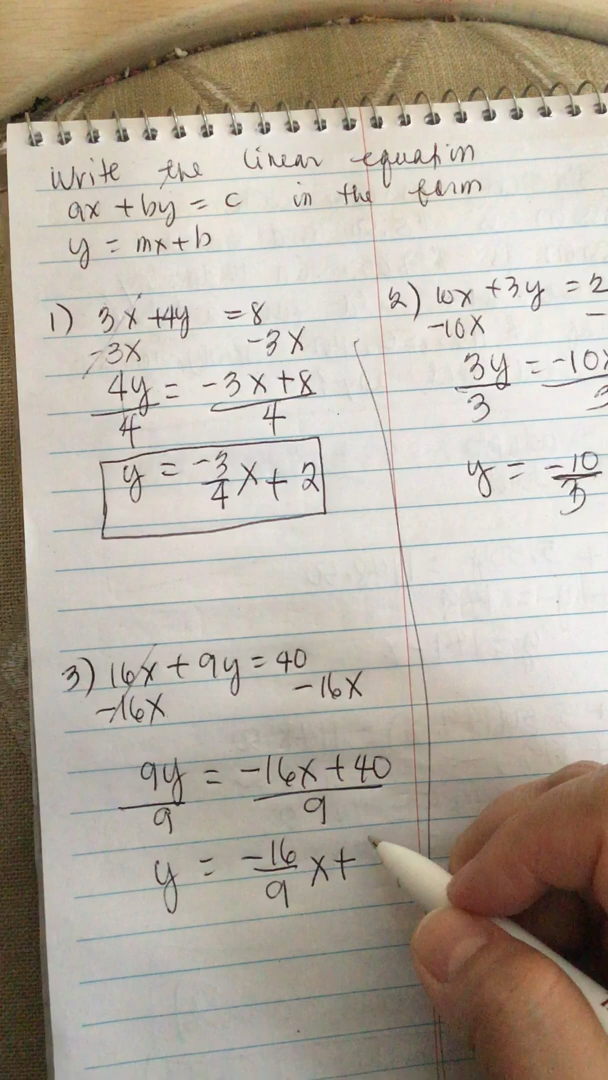 Write the linear equation
ax + by = c in the form
y = mx + b
1) 3x + 4y = 8
-3x -3x
4y = -3x + 8
4 4
y = -3/4 x + 2
2) 10x + 3y = 2
-10x -
3y = -10x
3 3
y = -10/3
3) 16x + 9y = 40
-16x -16x
9y = -16x + 40
9 9
y = -16/9 x +